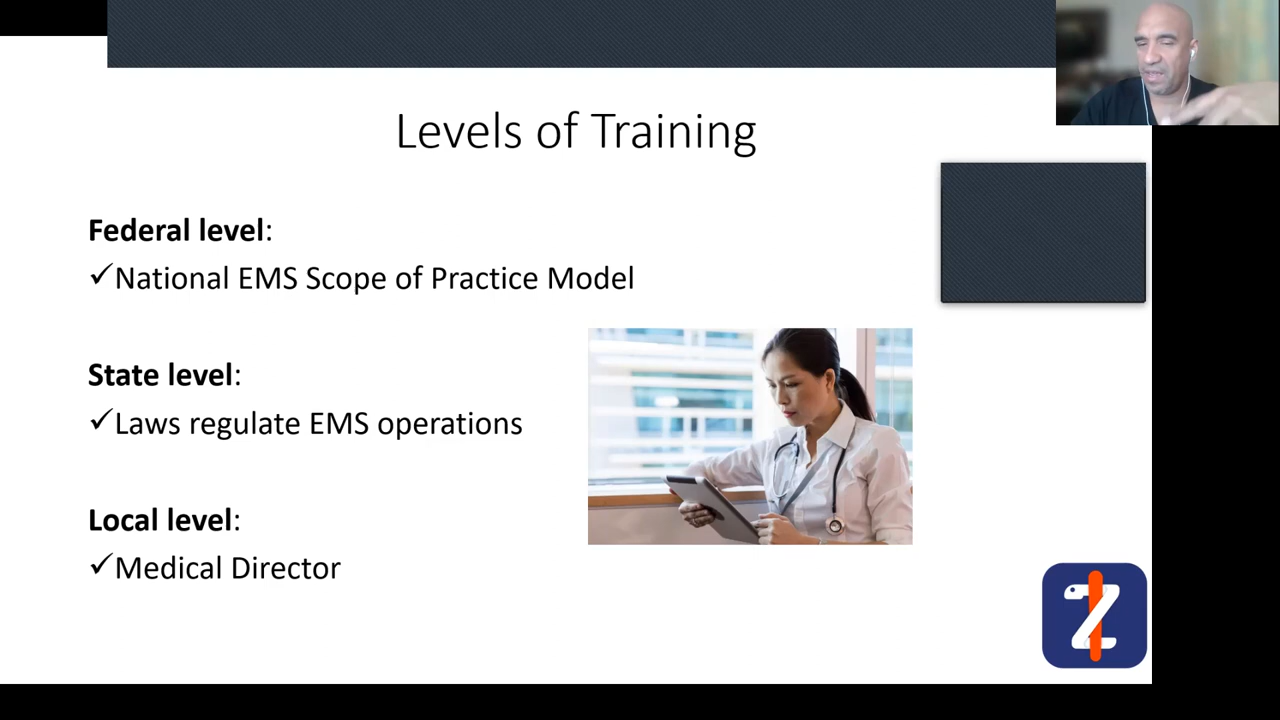 Levels of Training
Federal level:
✓National EMS Scope of Practice Model
State level:
✓Laws regulate EMS operations
Local level:
✓Medical Director